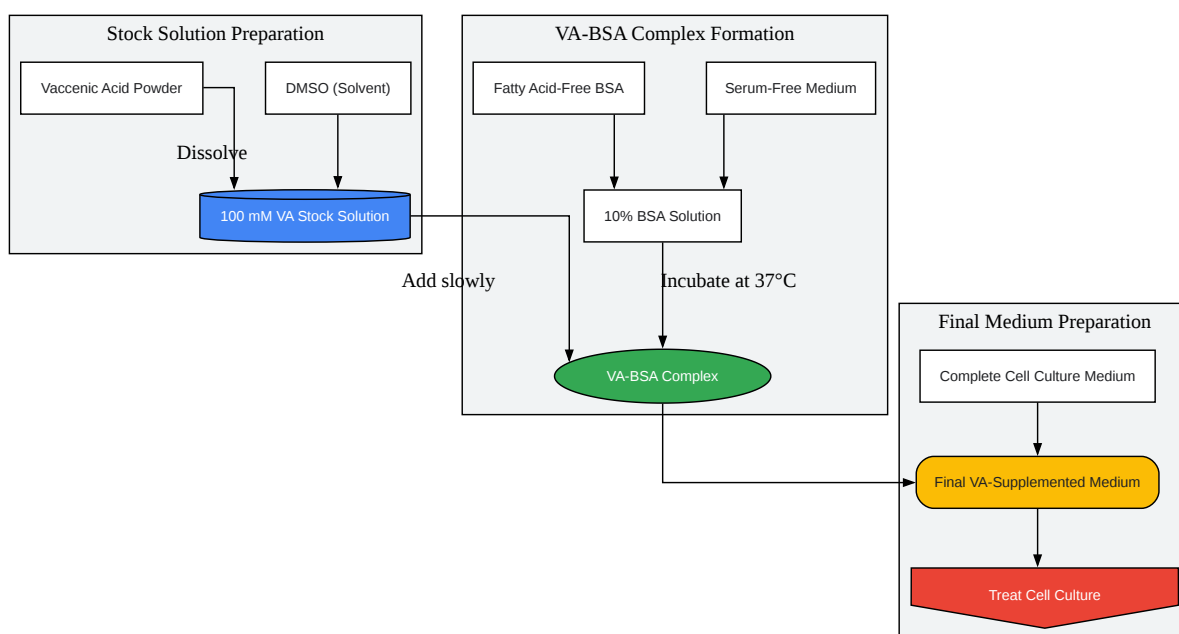 Stock Solution Preparation
Vaccenic Acid Powder
DMSO (Solvent)
Dissolve
100 mM VA Stock Solution
Add slowly
VA-BSA Complex Formation
Fatty Acid-Free BSA
Serum-Free Medium
10% BSA Solution
Incubate at 37°C
VA-BSA Complex
Final Medium Preparation
Complete Cell Culture Medium
Final VA-Supplemented Medium
Treat Cell Culture